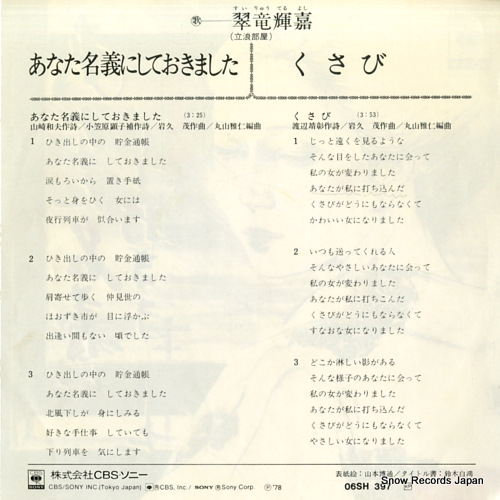 すい りゅう てる よし
歌——翠竜輝嘉
(立浪部屋)
あなた名義にしておきました
くさび
あなた名義にしておきました (3:25)
山崎和夫作詩/小笠原顕子補作詩/岩久 茂作曲/丸山雅仁編曲
1 ひき出しの中の 貯金通帳
あなた名義に しておきました
涙もろいから 置き手紙
そっと身をひく 女には
夜行列車が 似合います
2 ひき出しの中の 貯金通帳
あなた名義に しておきました
肩寄せて歩く 仲見世の
ほおずき市が 目に浮かぶ
出逢い間もない 頃でした
3 ひき出しの中の 貯金通帳
あなた名義に しておきました
北風下しが 身にしみる
好きな手仕事 していても
下り列車を 気にします
くさび (3:53)
渡辺靖彰作詩/岩久 茂作曲/丸山雅仁編曲
1 じっと遠くを見るような
そんな目をしたあなたに会って
私の女が変わりました
あなたが私に打ち込んだ
くさびがどうにもならなくて
かわいい女になりました
2 いつも送ってくれる人
そんなやさしいあなたに会って
私の女が変わりました
あなたが私に打ちこんだ
くさびがどうにもならなくて
すなおな女になりました
3 どこか淋しい影がある
そんな様子のあなたに会って
私の女が変わりました
あなたが私に打ち込んだ
くさびがどうにもならなくて
やさしい女になりました
CBS SONY 株式会社CBSソニー
CBS/SONY INC.(Tokyo Japan) ®CBS, Inc./ SONY ®Sony Corp. Ⓟ'78
表紙絵:山本博通/タイトル書:鈴木白湾
06SH 397
Snow Records Japan